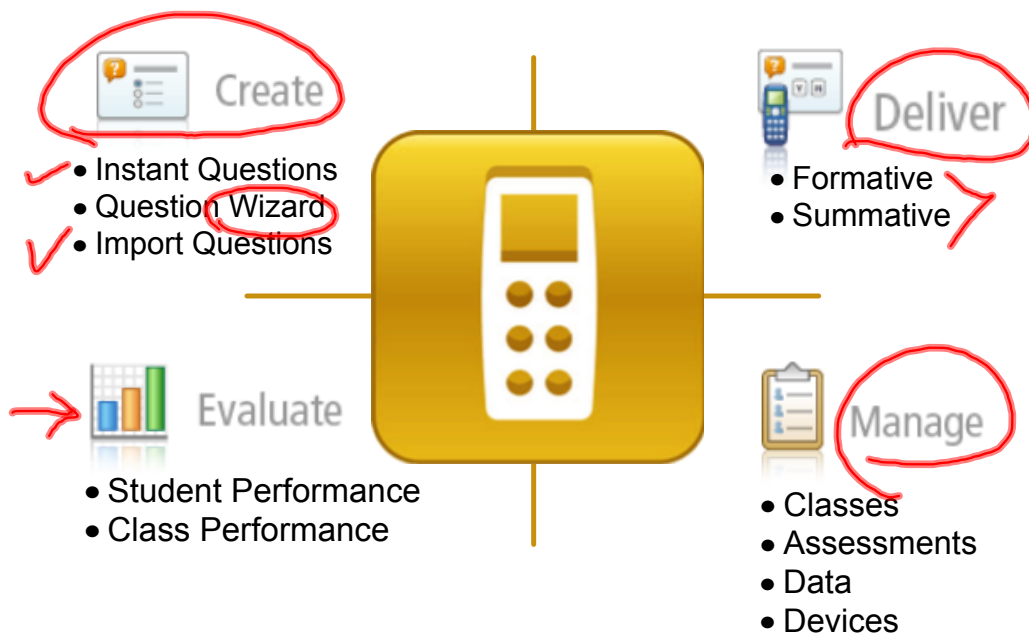 Create
• Instant Questions
• Question Wizard
• Import Questions
Deliver
• Formative
• Summative
Evaluate
• Student Performance
• Class Performance
Manage
• Classes
• Assessments
• Data
• Devices